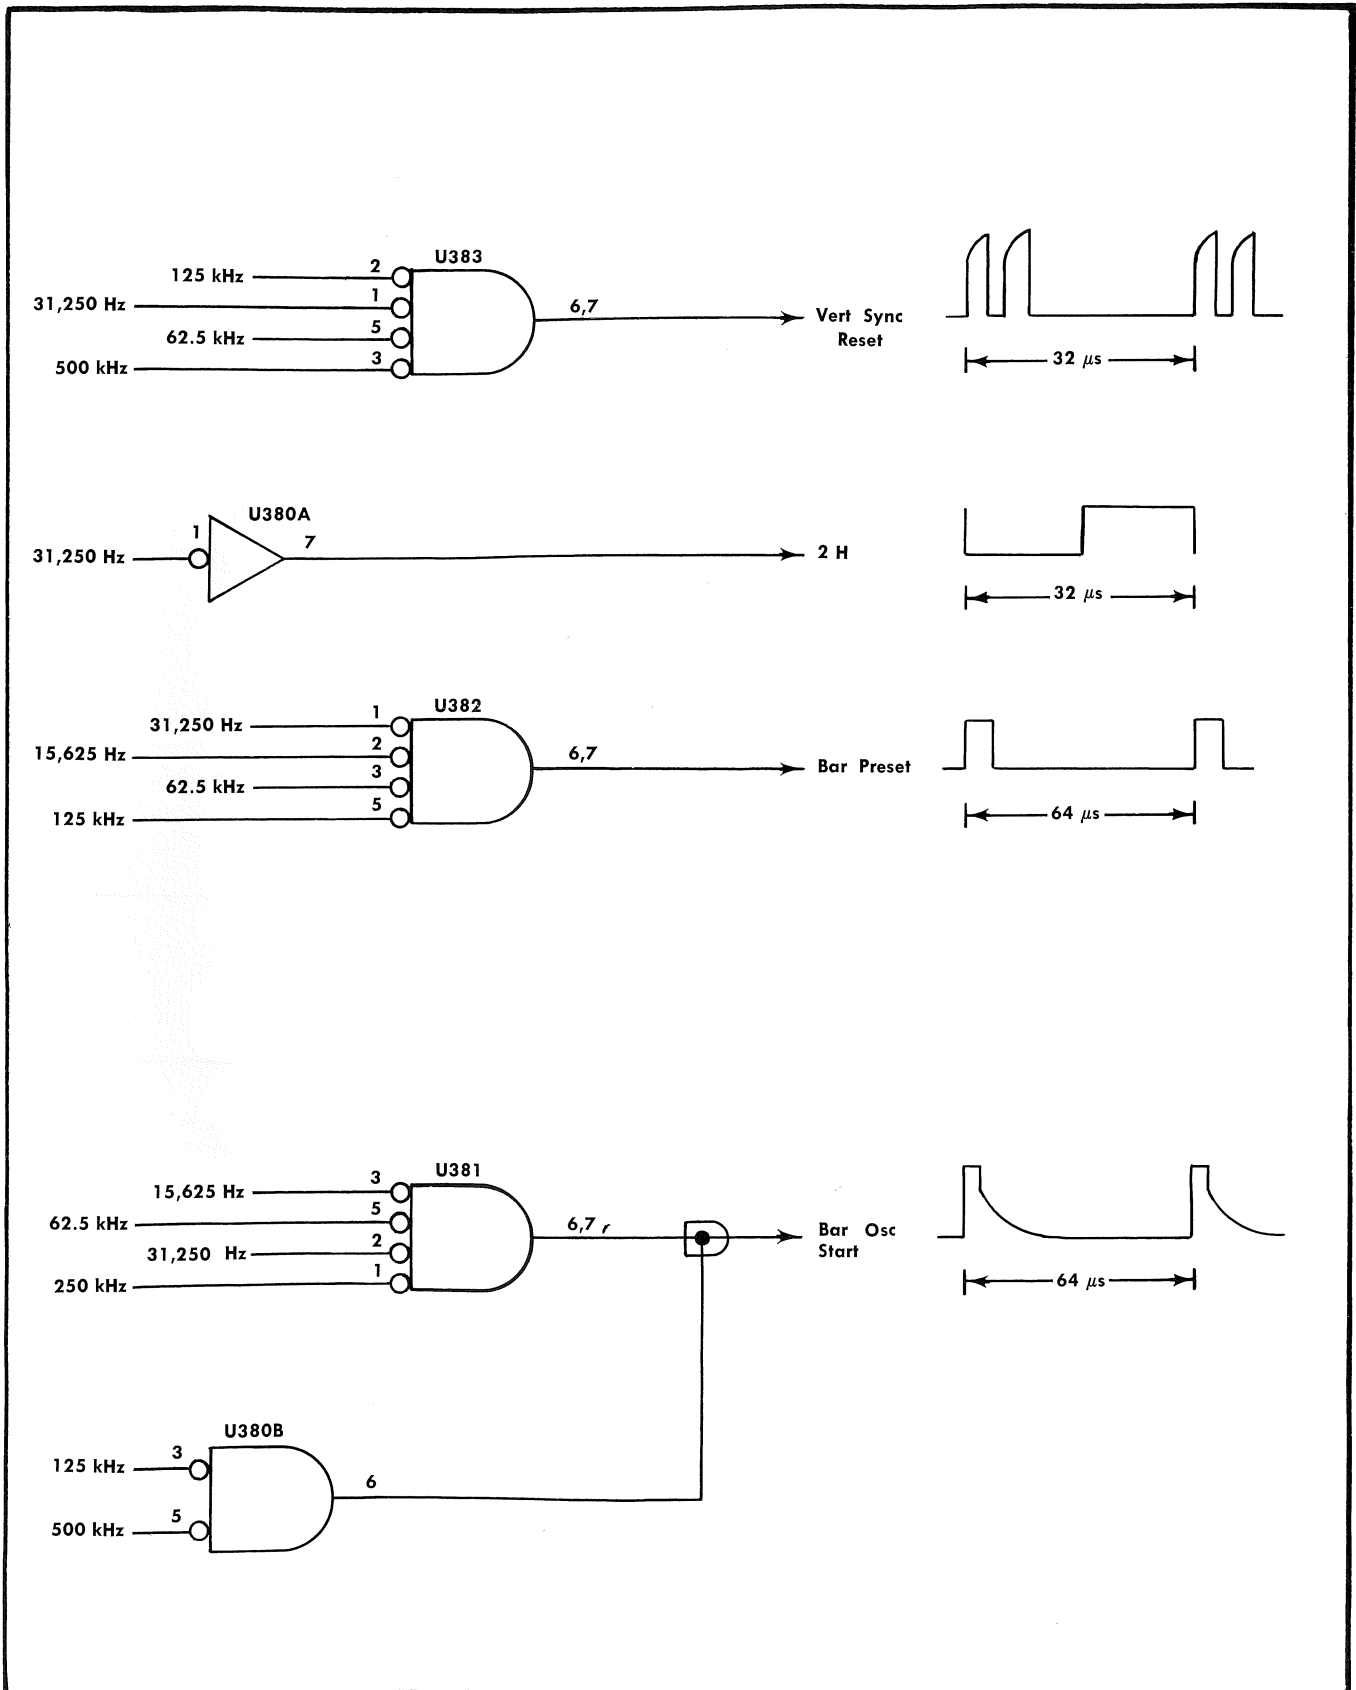 U383
125 kHz 2
31,250 Hz 1
62.5 kHz 5
500 kHz 3
6,7
Vert Sync
Reset
32 μs
U380A
31,250 Hz 1
7
2 H
32 μs
U382
31,250 Hz 1
15,625 Hz 2
62.5 kHz 3
125 kHz 5
6,7
Bar Preset
64 μs
U381
15,625 Hz 3
62.5 kHz 5
31,250 Hz 2
250 kHz 1
6,7
Bar Osc
Start
64 μs
U380B
125 kHz 3
500 kHz 5
6